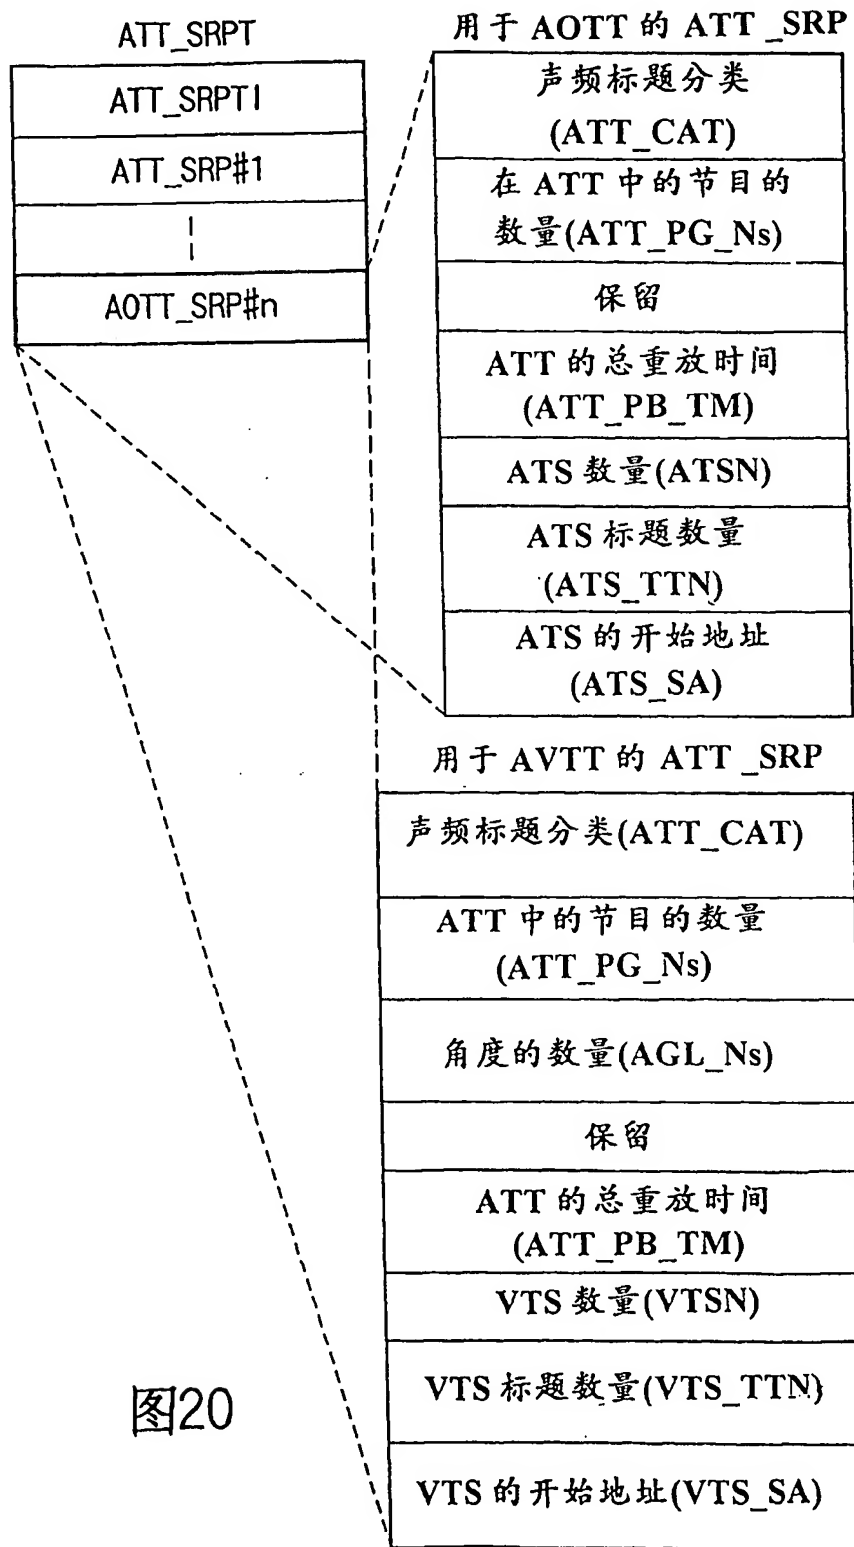 ATT_SRPT
ATT_SRPTI
ATT_SRP#1
AOTT_SRP#n
用于 AOTT 的 ATT _SRP
声频标题分类
(ATT_CAT)
在 ATT 中的节目的
数量(ATT_PG_Ns)
保留
ATT 的总重放时间
(ATT_PB_TM)
ATS 数量(ATSN)
ATS 标题数量
(ATS_TTN)
ATS 的开始地址
(ATS_SA)
用于 AVTT 的 ATT _SRP
声频标题分类(ATT_CAT)
ATT 中的节目的数量
(ATT_PG_Ns)
角度的数量(AGL_Ns)
保留
ATT 的总重放时间
(ATT_PB_TM)
VTS 数量(VTSN)
VTS 标题数量(VTS_TTN)
VTS 的开始地址(VTS_SA)
图20